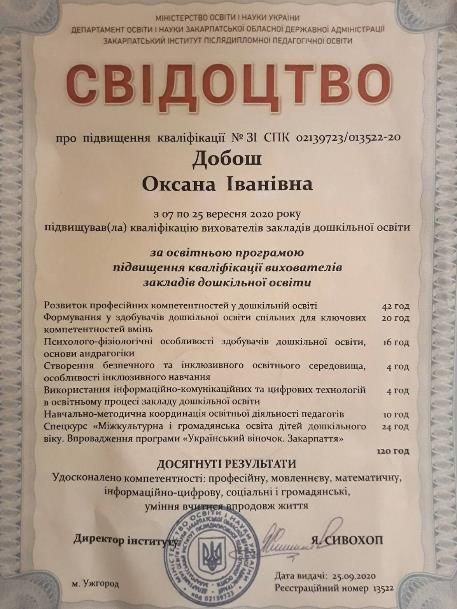 МІНІСТЕРСТВО ОСВІТИ І НАУКИ УКРАЇНИ
ДЕПАРТАМЕНТ ОСВІТИ І НАУКИ ЗАКАРПАТСЬКОЇ ОБЛАСНОЇ ДЕРЖАВНОЇ АДМІНІСТРАЦІЇ
ЗАКАРПАТСЬКИЙ ІНСТИТУТ ПІСЛЯДИПЛОМНОЇ ПЕДАГОГІЧНОЇ ОСВІТИ
СВІДОЦТВО
про підвищення кваліфікації № ЗІ СПК 02139723/013522-20
Добош
Оксана Іванівна
з 07 по 25 вересня 2020 року
підвищував(ла) кваліфікацію вихователів закладів дошкільної освіти
за освітньою програмою
підвищення кваліфікації вихователів
закладів дошкільної освіти
Розвиток професійних компетентностей у дошкільній освіті 42 год
Формування у здобувачів дошкільної освіти спільних для ключових 20 год
компетентностей вмінь
Психолого-фізіологічні особливості здобувачів дошкільної освіти, 16 год
основи андрагогіки
Створення безпечного та інклюзивного освітнього середовища, 4 год
особливості інклюзивного навчання
Використання інформаційно-комунікаційних та цифрових технологій 4 год
в освітньому процесі закладу дошкільної освіти
Навчально-методична координація освітньої діяльності педагогів 10 год
Спецкурс «Міжкультурна і громадянська освіта дітей дошкільного 24 год
віку. Впровадження програми «Український віночок. Закарпаття»
120 год
ДОСЯГНУТІ РЕЗУЛЬТАТИ
Удосконалено компетентності: професійну, мовленнєву, математичну,
інформаційно-цифрову, соціальні і громадянські,
уміння вчитися впродовж життя
Директор інституту Я. СИВОХОП
м. Ужгород Дата видачі: 25.09.2020
Реєстраційний номер 13522